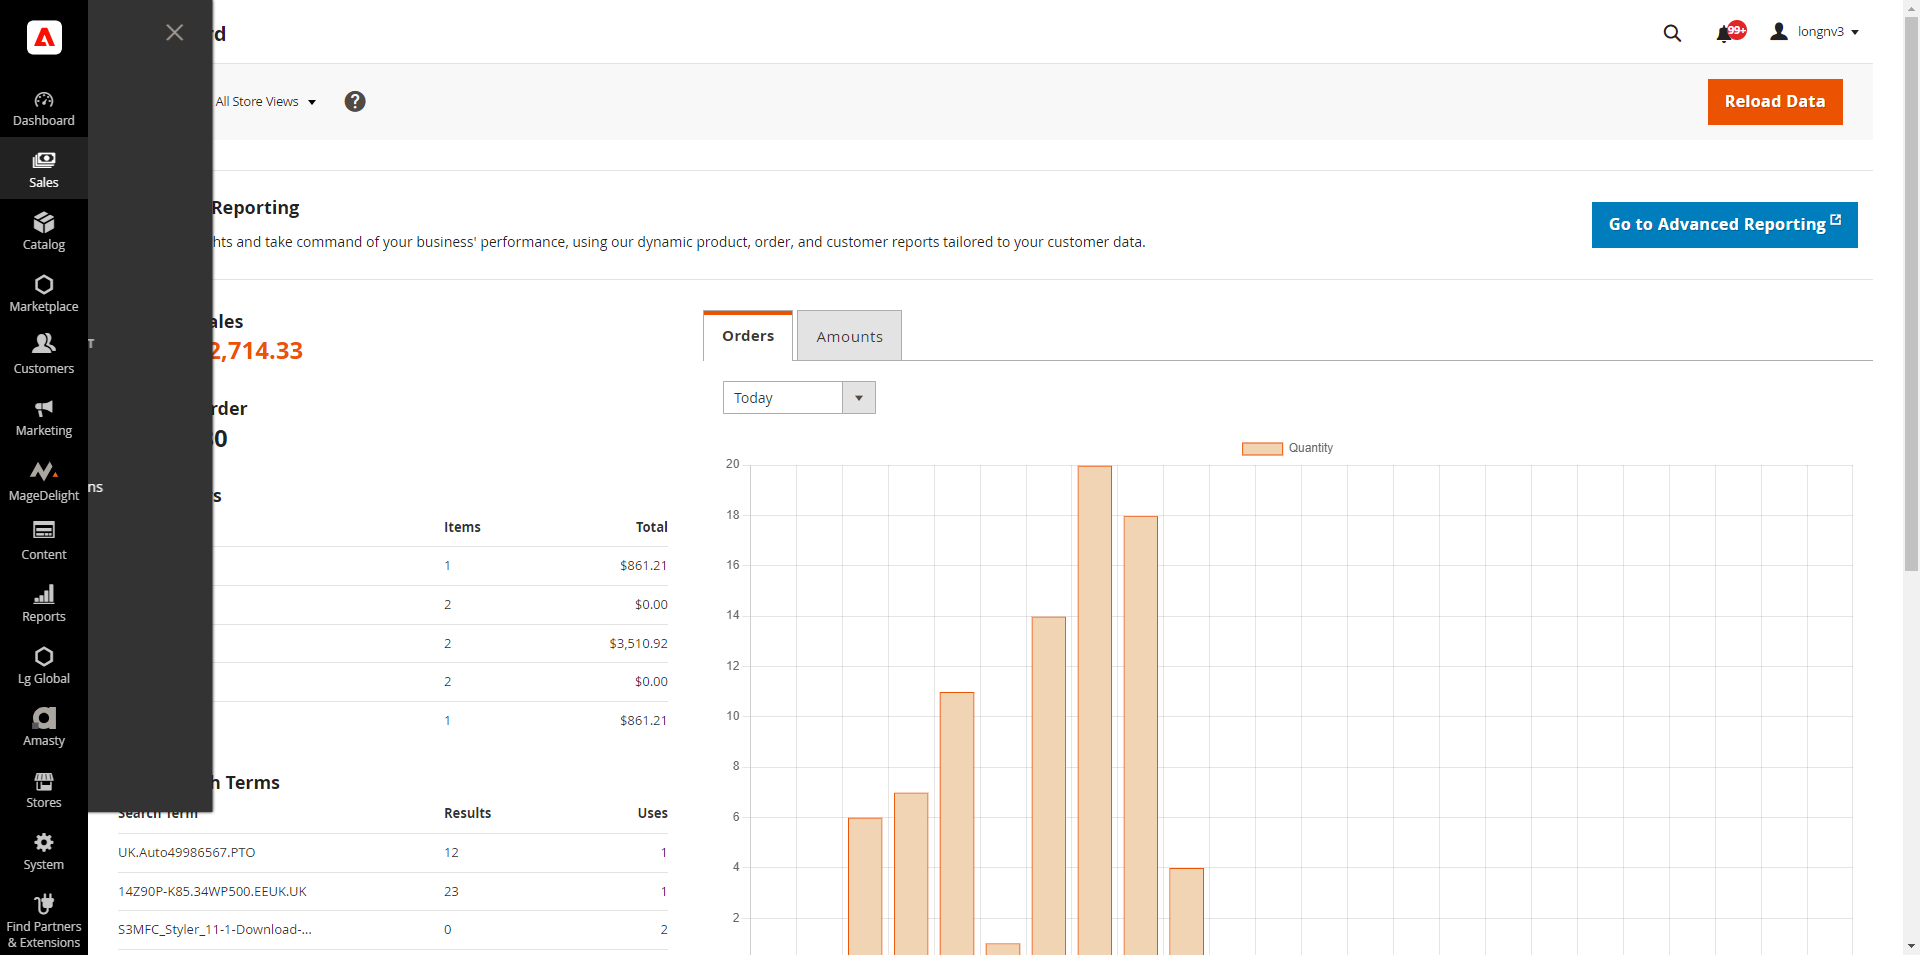 rd
99+
longnv3
All Store Views
?
Reload Data
Dashboard
Sales
Catalog
Marketplace
Customers
Marketing
MageDelight
Content
Reports
Lg Global
Amasty
Stores
System
Find Partners
& Extensions
T
ns
Reporting
hts and take command of your business' performance, using our dynamic product, order, and customer reports tailored to your customer data.
Go to Advanced Reporting
ales
2,714.33
rder
0
s
Items Total
1 $861.21
2 $0.00
2 $3,510.92
2 $0.00
1 $861.21
h Terms
Search Term Results Uses
UK.Auto49986567.PTO 12 1
14Z90P-K85.34WP500.EEUK.UK 23 1
S3MFC_Styler_11-1-Download-... 0 2
Orders Amounts
Today
Quantity
20
18
16
14
12
10
8
6
4
2